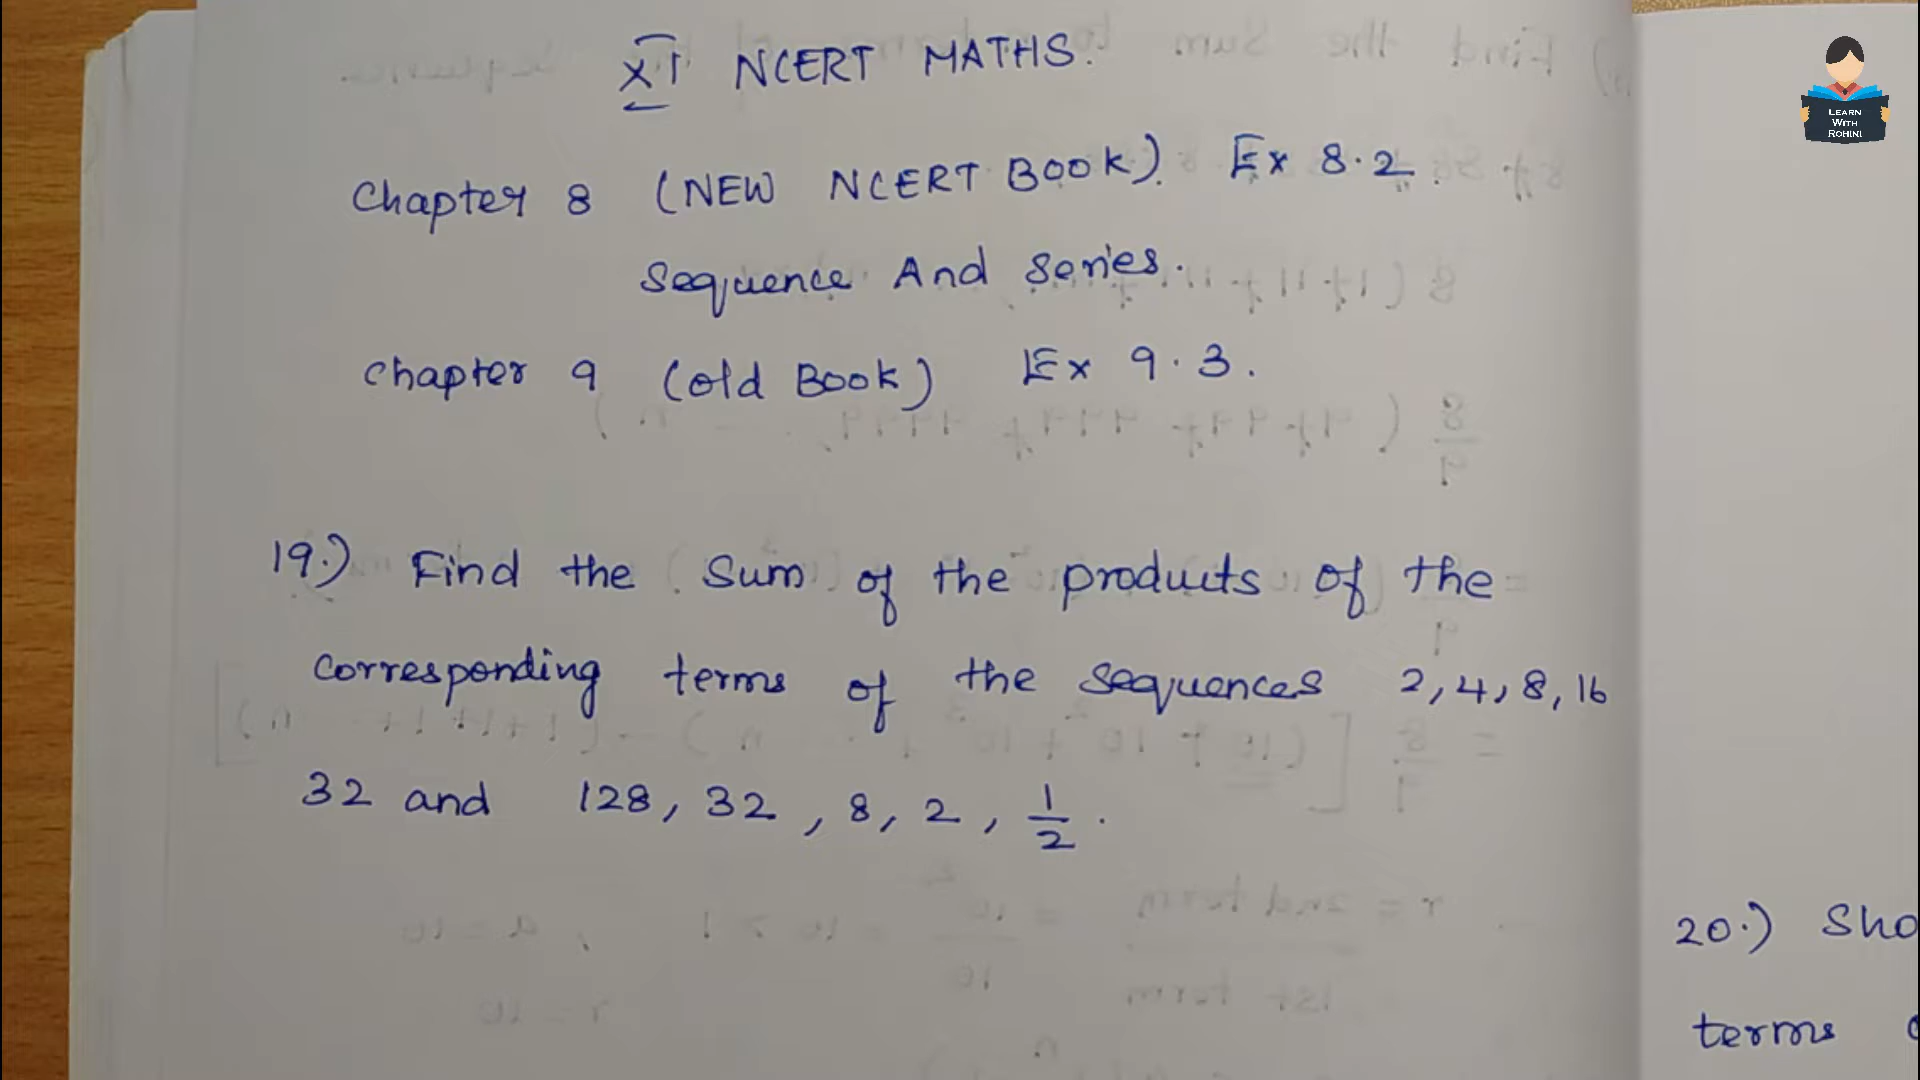 XI NCERT MATHS.
Chapter 8 (NEW NCERT BOOK). Ex 8.2.
Sequence And Series.
Chapter 9 (old Book) Ex 9.3.
19.) Find the Sum of the products of the
Corresponding terms of the sequences 2, 4, 8, 16
32 and 128, 32, 8, 2, 1/2.
20.) Sho
terms
LEARN
WITH
ROHINI